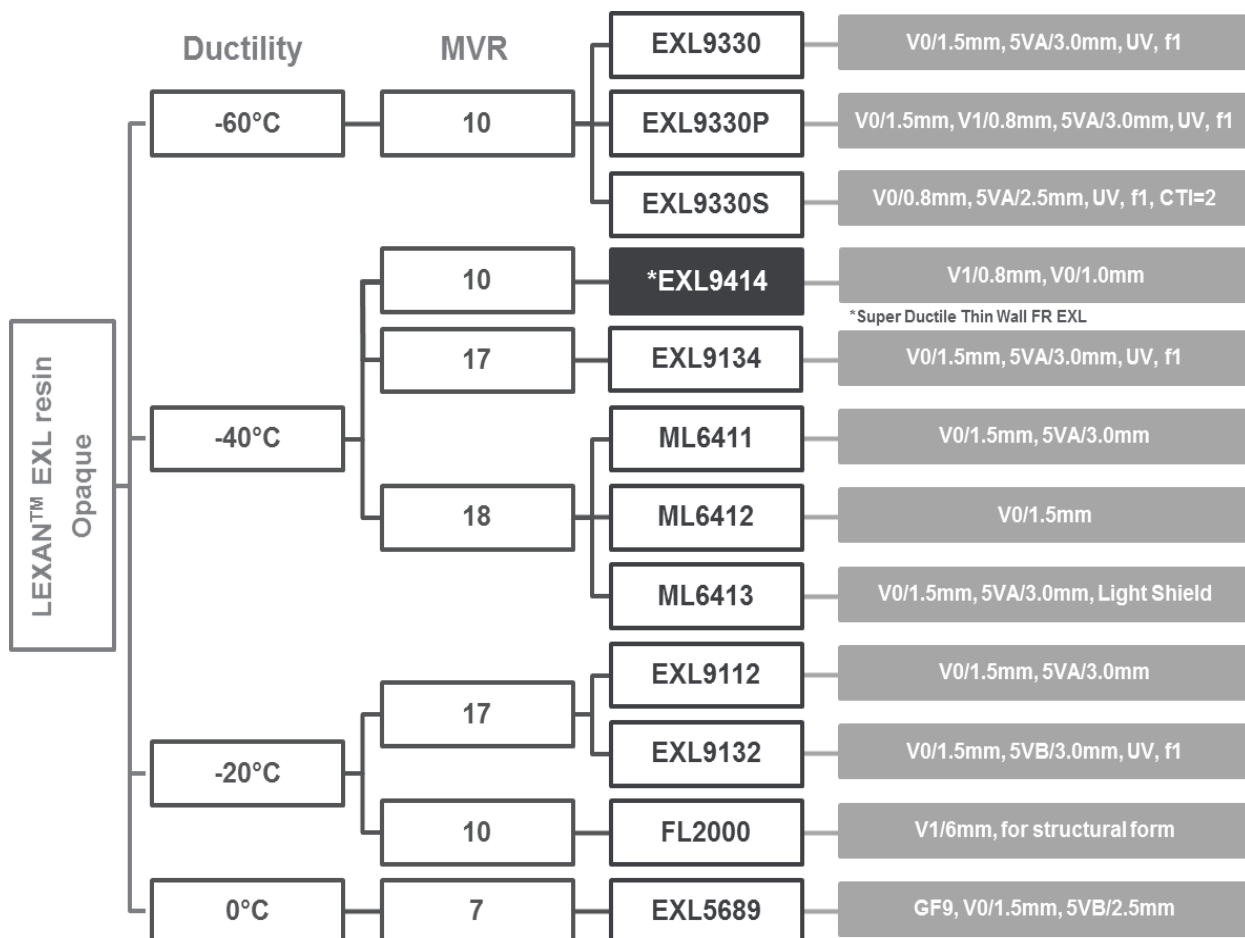 Ductility
MVR
LEXAN™ EXL resin
Opaque
-60°C
10
EXL9330
V0/1.5mm, 5VA/3.0mm, UV, f1
EXL9330P
V0/1.5mm, V1/0.8mm, 5VA/3.0mm, UV, f1
EXL9330S
V0/0.8mm, 5VA/2.5mm, UV, f1, CTI=2
-40°C
10
*EXL9414
V1/0.8mm, V0/1.0mm
*Super Ductile Thin Wall FR EXL
17
EXL9134
V0/1.5mm, 5VA/3.0mm, UV, f1
18
ML6411
V0/1.5mm, 5VA/3.0mm
ML6412
V0/1.5mm
ML6413
V0/1.5mm, 5VA/3.0mm, Light Shield
-20°C
17
EXL9112
V0/1.5mm, 5VA/3.0mm
EXL9132
V0/1.5mm, 5VB/3.0mm, UV, f1
10
FL2000
V1/6mm, for structural form
0°C
7
EXL5689
GF9, V0/1.5mm, 5VB/2.5mm